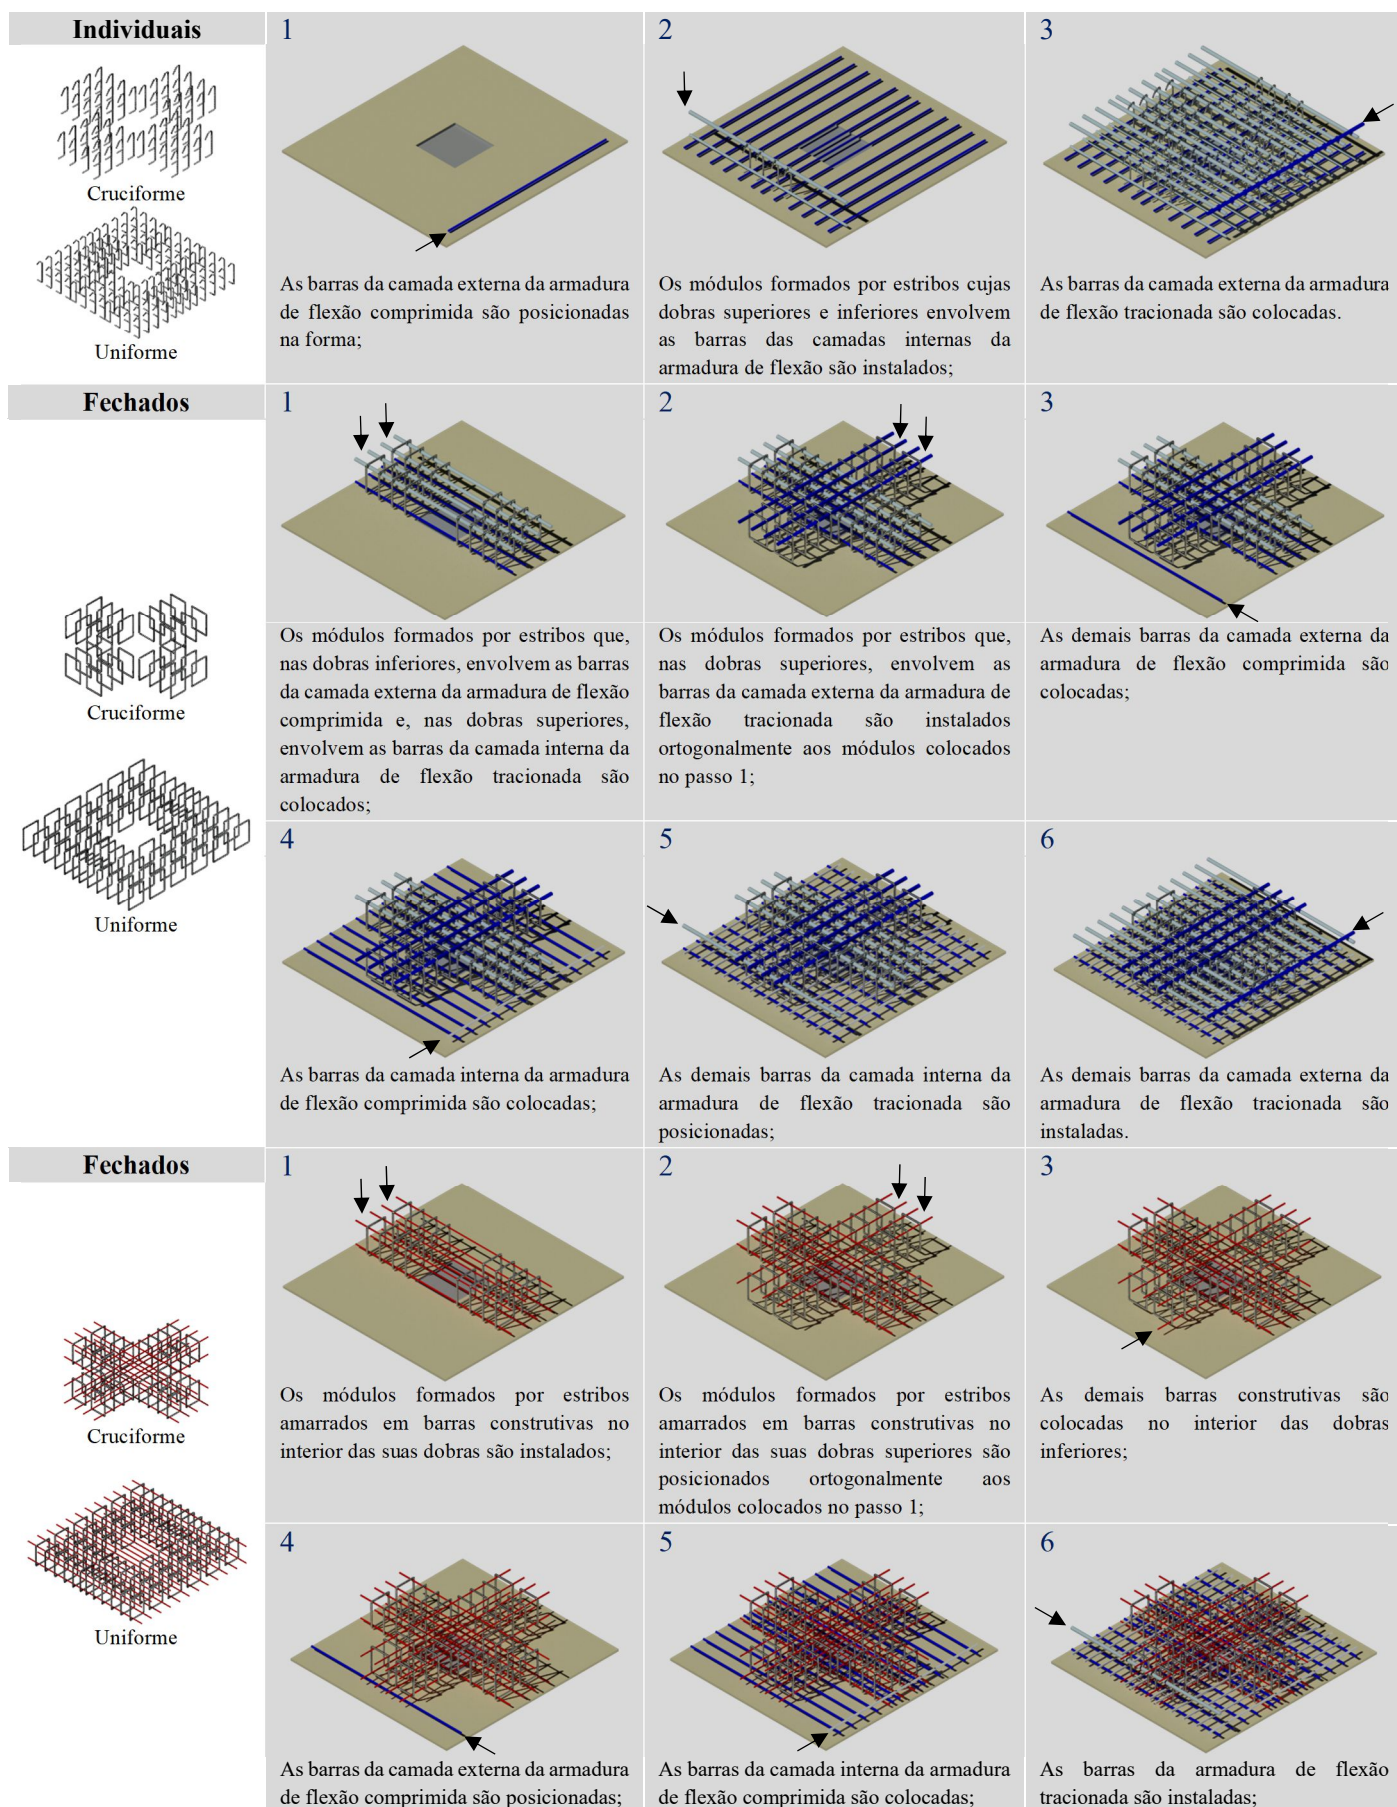 Individuais
Cruciforme
Uniforme
1
As barras da camada externa da armadura
de flexão comprimida são posicionadas
na forma;
2
Os módulos formados por estribos cujas
dobras superiores e inferiores envolvem
as barras das camadas internas da
armadura de flexão são instalados;
3
As barras da camada externa da armadura
de flexão tracionada são colocadas.
Fechados
Cruciforme
Uniforme
1
Os módulos formados por estribos que,
nas dobras inferiores, envolvem as barras
da camada externa da armadura de flexão
comprimida e, nas dobras superiores,
envolvem as barras da camada interna da
armadura de flexão tracionada são
colocados;
2
Os módulos formados por estribos que,
nas dobras superiores, envolvem as
barras da camada externa da armadura de
flexão tracionada são instalados
ortogonalmente aos módulos colocados
no passo 1;
3
As demais barras da camada externa da
armadura de flexão comprimida são
colocadas;
4
As barras da camada interna da armadura
de flexão comprimida são colocadas;
5
As demais barras da camada interna da
armadura de flexão tracionada são
posicionadas;
6
As demais barras da camada externa da
armadura de flexão tracionada são
instaladas.
Fechados
Cruciforme
Uniforme
1
Os módulos formados por estribos
amarrados em barras construtivas no
interior das suas dobras são instalados;
2
Os módulos formados por estribos
amarrados em barras construtivas no
interior das suas dobras superiores são
posicionados ortogonalmente aos
módulos colocados no passo 1;
3
As demais barras construtivas são
colocadas no interior das dobras
inferiores;
4
As barras da camada externa da armadura
de flexão comprimida são posicionadas;
5
As barras da camada interna da armadura
de flexão comprimida são colocadas;
6
As barras da armadura de flexão
tracionada são instaladas;